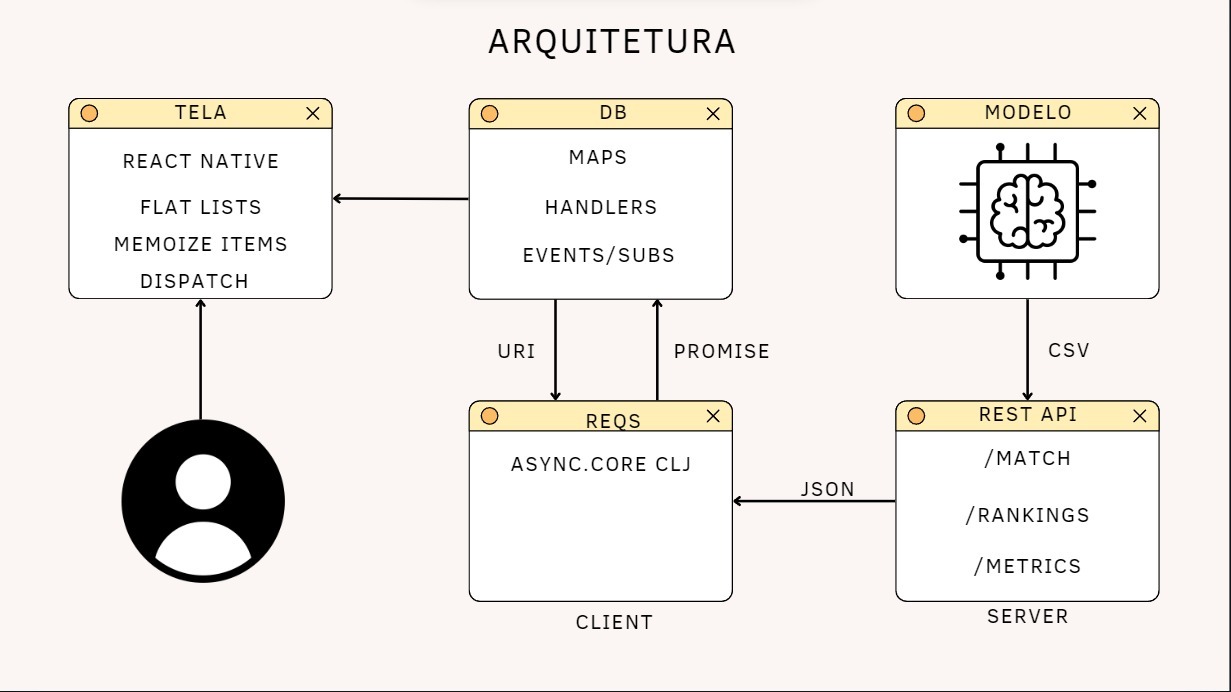 ARQUITETURA
TELA
REACT NATIVE
FLAT LISTS
MEMOIZE ITEMS
DISPATCH
DB
MAPS
HANDLERS
EVENTS/SUBS
MODELO
URI
PROMISE
CSV
REQS
ASYNC.CORE CLJ
CLIENT
JSON
REST API
/MATCH
/RANKINGS
/METRICS
SERVER